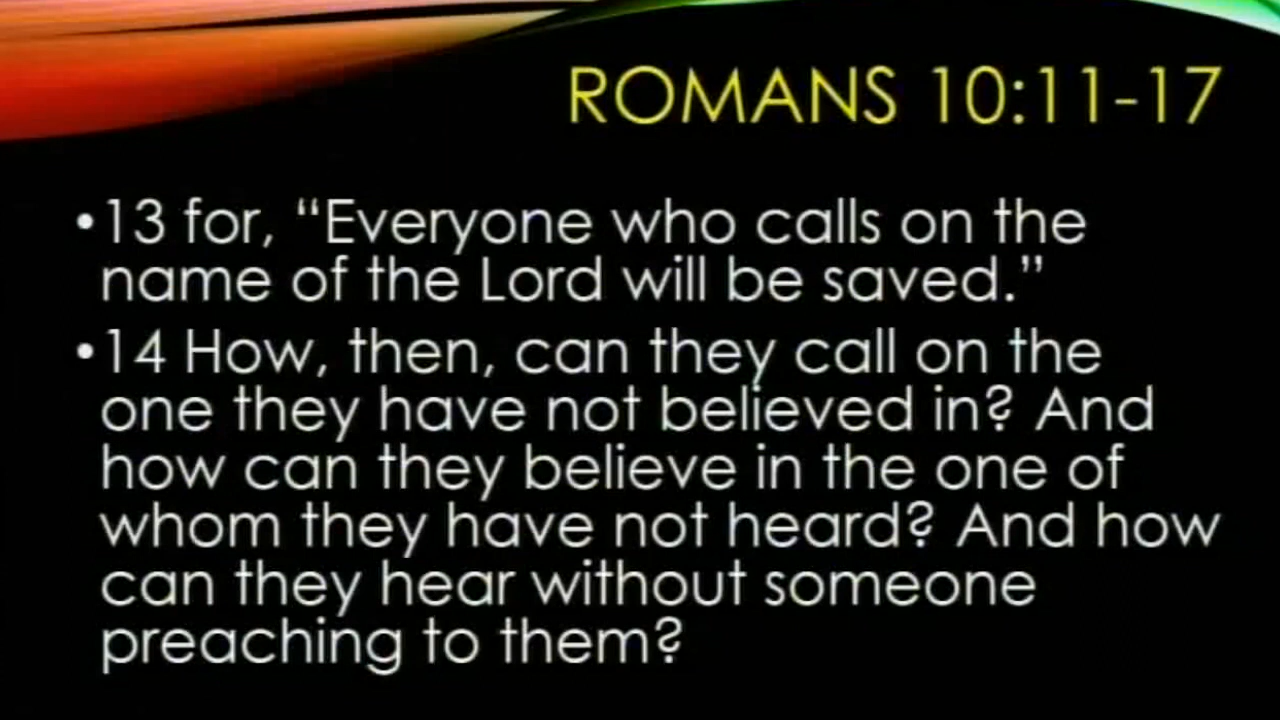 ROMANS 10:11-17
•13 for, “Everyone who calls on the
name of the Lord will be saved.”
•14 How, then, can they call on the
one they have not believed in? And
how can they believe in the one of
whom they have not heard? And how
can they hear without someone
preaching to them?